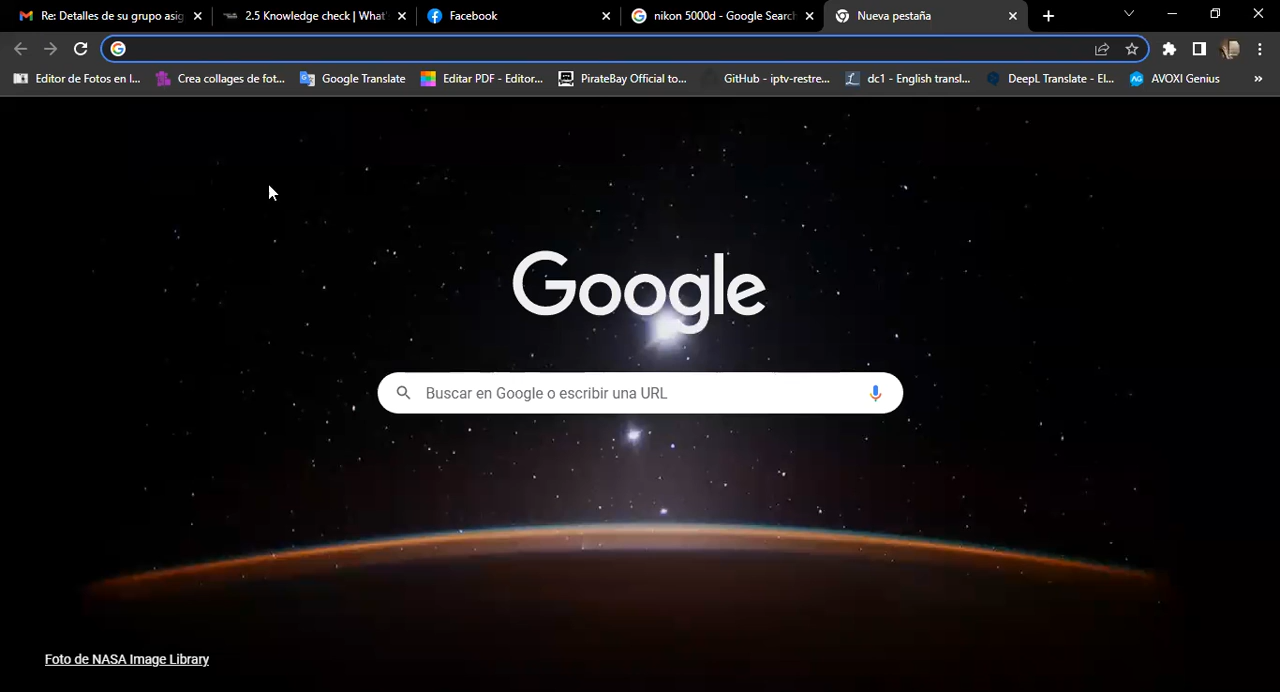 Re: Detalles de su grupo asig
2.5 Knowledge check | What'
Facebook
nikon 5000d - Google Search
Nueva pestaña
Editor de Fotos en l...
Crea collages de fot...
Google Translate
Editar PDF - Editor...
PirateBay Official to...
GitHub - iptv-restre...
dc1 - English transl...
DeepL Translate - El...
AVOXI Genius
Google
Buscar en Google o escribir una URL
Foto de NASA Image Library